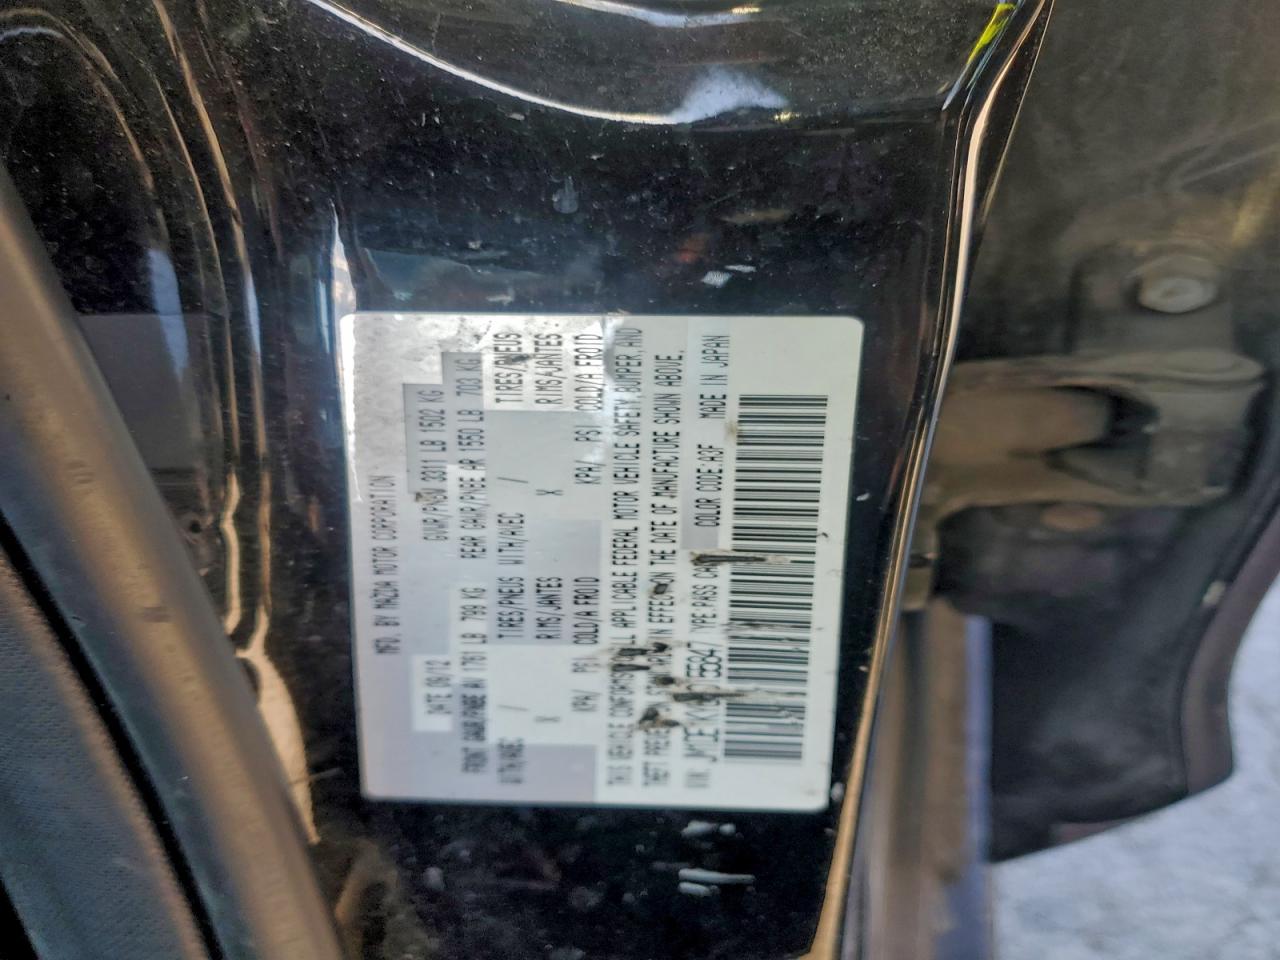 MFD. BY MAZDA MOTOR CORPORATION
DATE 09/12 GVWR/PNBV 3311 LB 1502 KG
FRONT GAWR/PNBE AV 1761 LB 799 KG REAR GAWR/PNBE AR 1550 LB 703 KG
WITH/AVEC / TIRES/PNEUS WITH/AVEC / TIRES/PNEUS
X RIMS/JANTES X RIMS/JANTES
KPA/ PSI COLD/A FROID KPA/ PSI COLD/A FROID
THIS VEHICLE CONFORMS ALL APPLICABLE FEDERAL MOTOR VEHICLE SAFETY, BUMPER, AND
THEFT IN EFFECT ON THE DATE OF MANUFACTURE SHOWN ABOVE.
VIN: TYPE:PASS CAR COLOR CODE:A3F MADE IN JAPAN